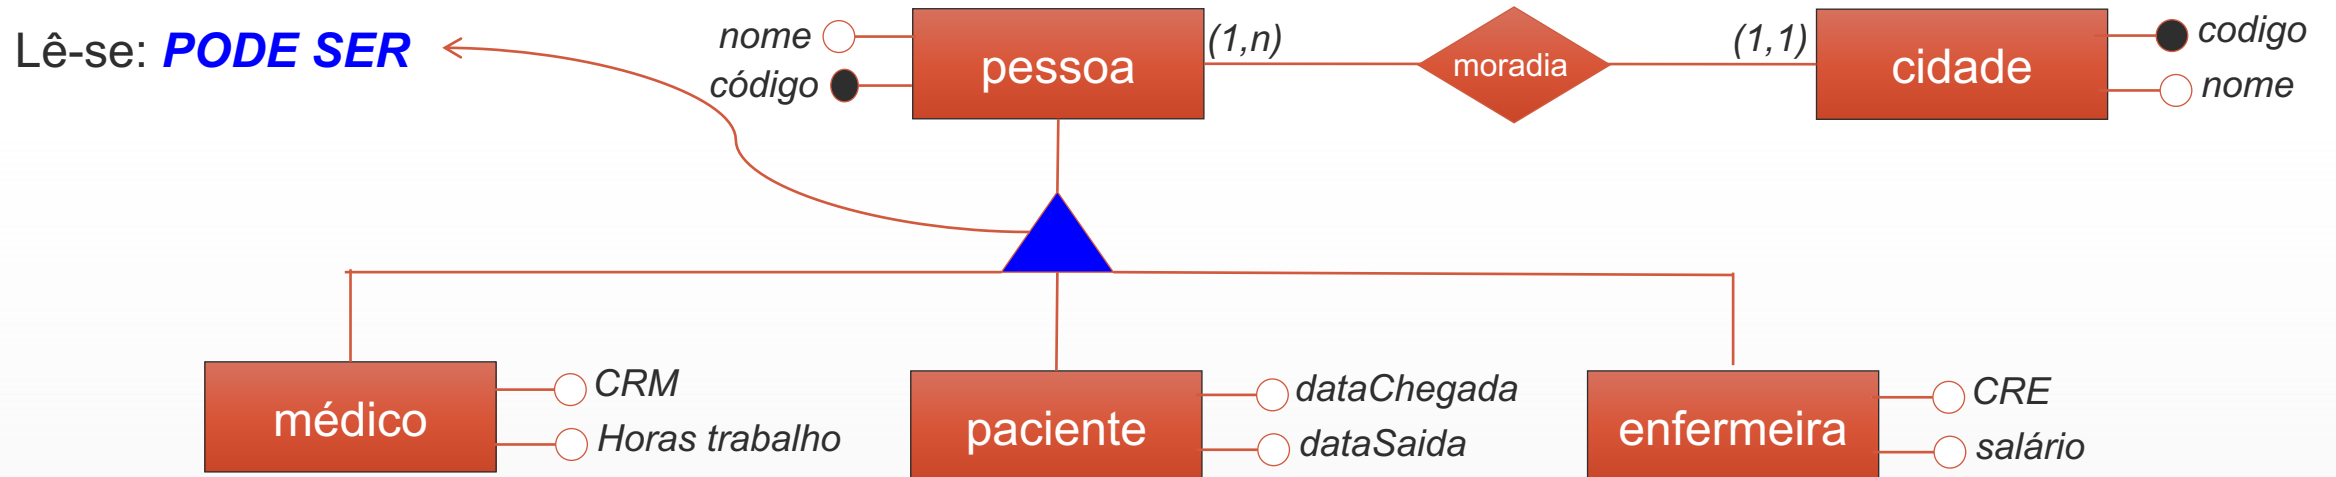 Lê-se: PODE SER
nome
código
pessoa
(1,n)
moradia
(1,1)
cidade
codigo
nome
médico
CRM
Horas trabalho
paciente
dataChegada
dataSaida
enfermeira
CRE
salário